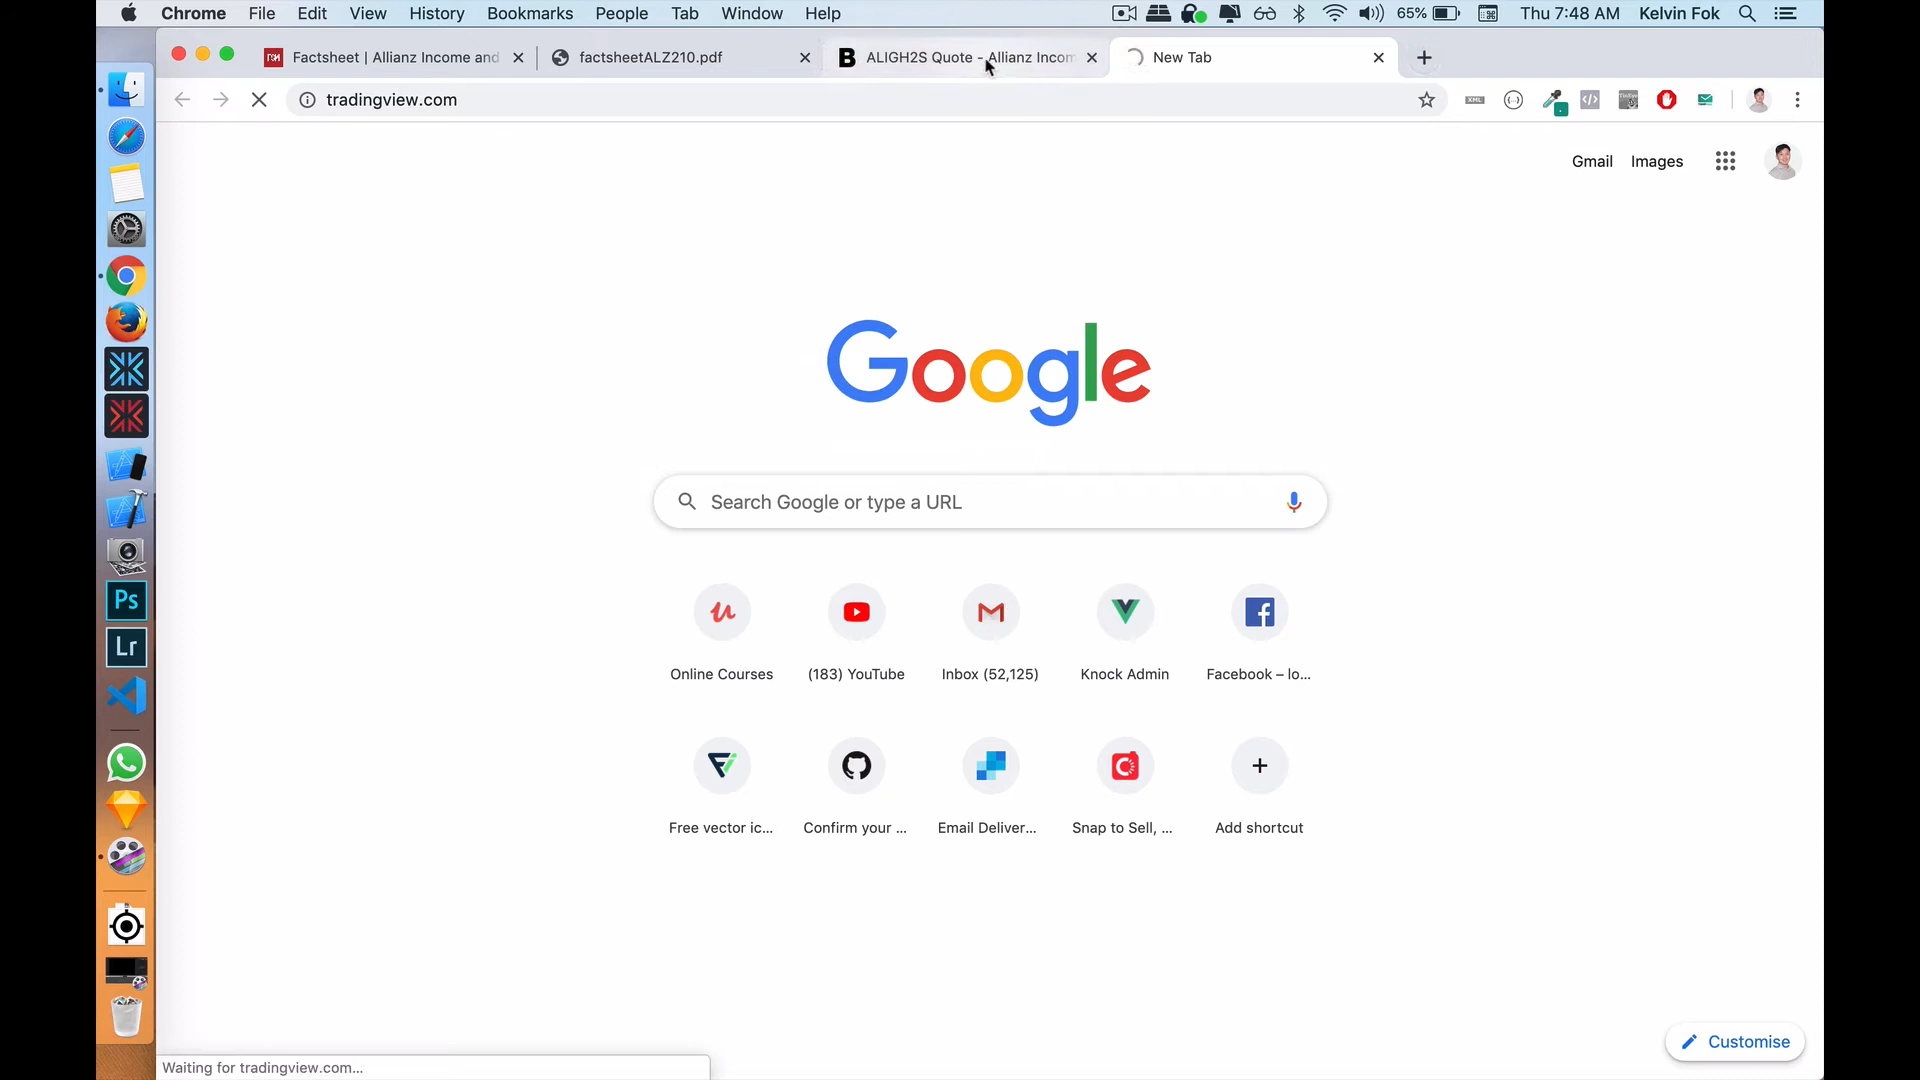 Chrome File Edit View History Bookmarks People Tab Window Help 65% Thu 7:48 AM Kelvin Fok
Factsheet | Allianz Income and factsheetALZ210.pdf B ALIGH2S Quote - Allianz Incom New Tab
tradingview.com
XML
Gmail Images
Google
Search Google or type a URL
Online Courses (183) YouTube Inbox (52,125) Knock Admin Facebook – lo...
Free vector ic... Confirm your ... Email Deliver... Snap to Sell, ... Add shortcut
Ps
Lr
Customise
Waiting for tradingview.com...